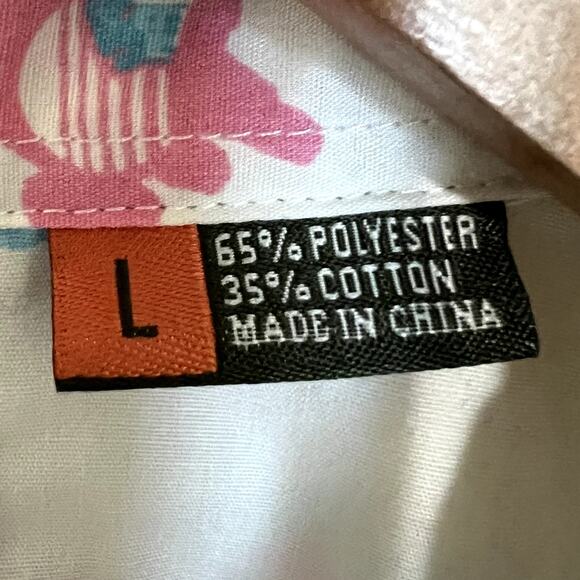 L
65% POLYESTER
35% COTTON
MADE IN CHINA